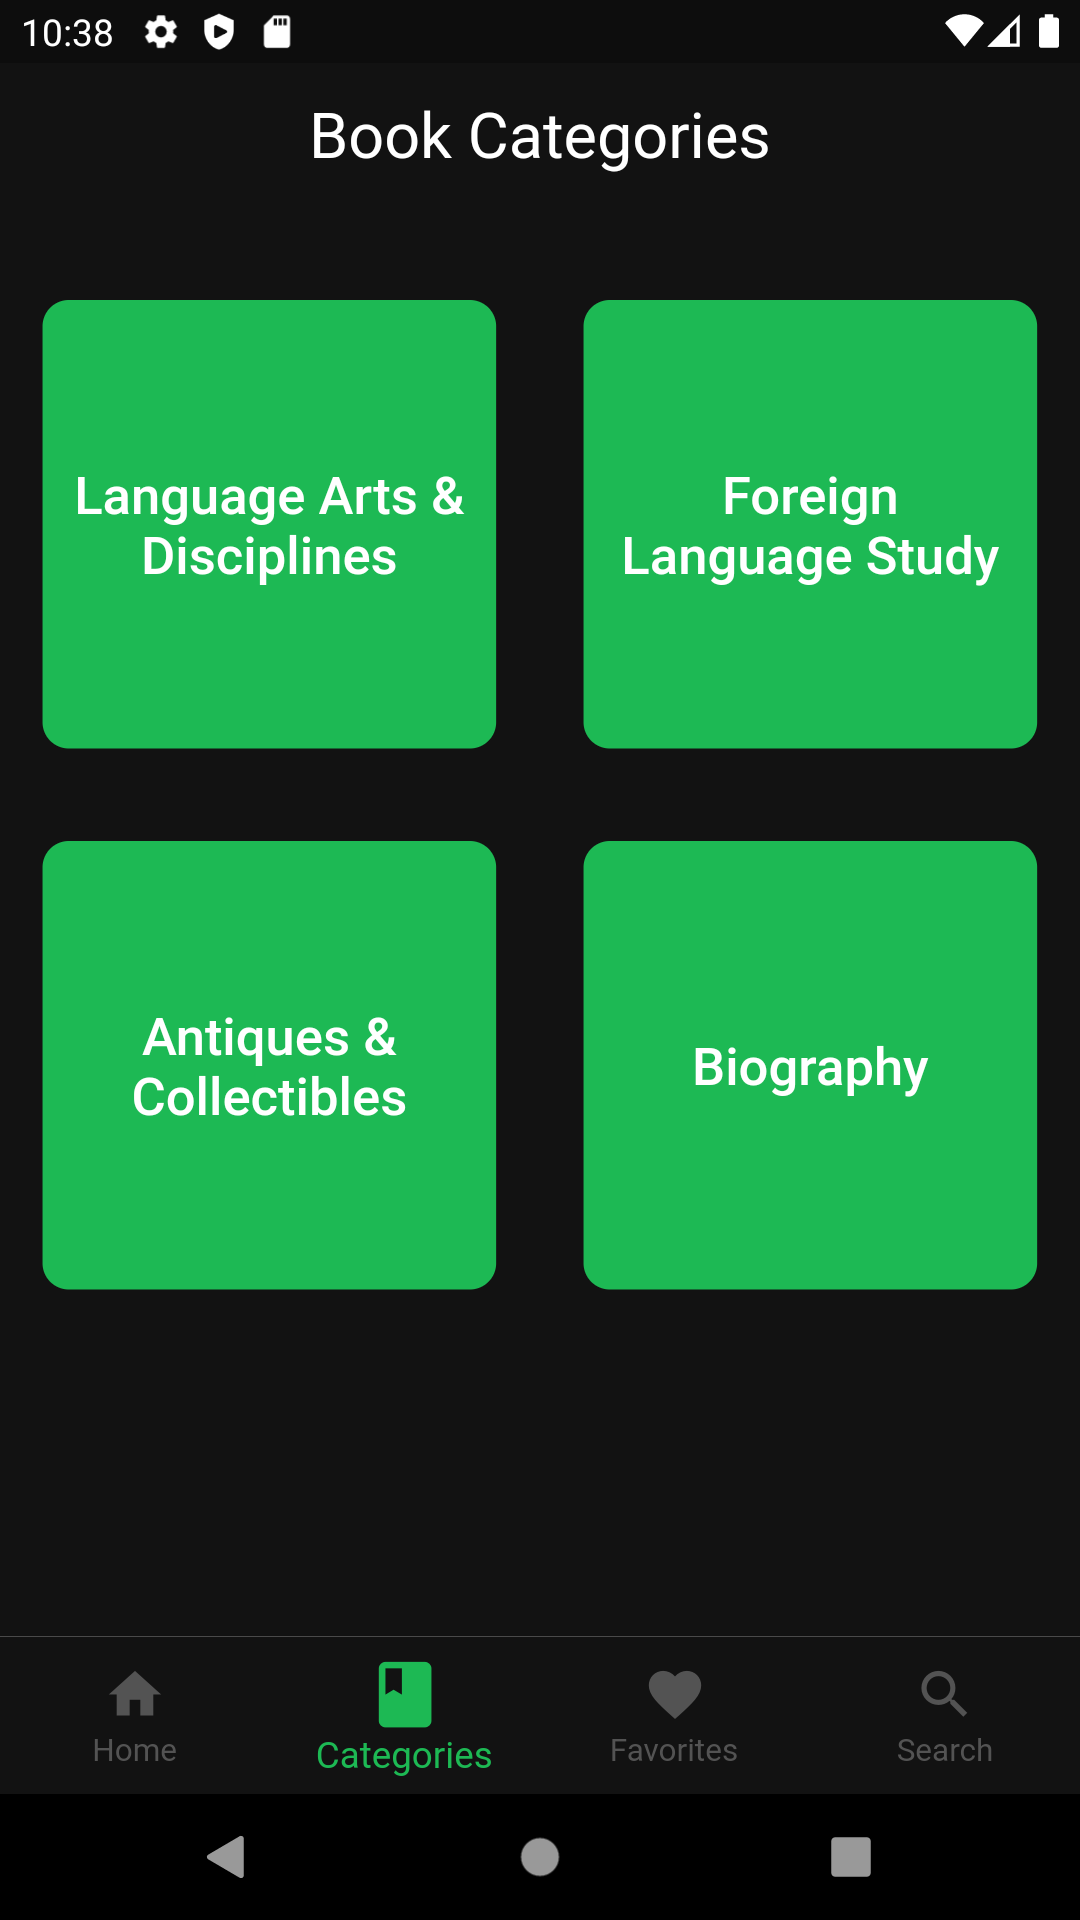 10:38
Book Categories
Language Arts &
Disciplines
Foreign
Language Study
Antiques &
Collectibles
Biography
Home
Categories
Favorites
Search